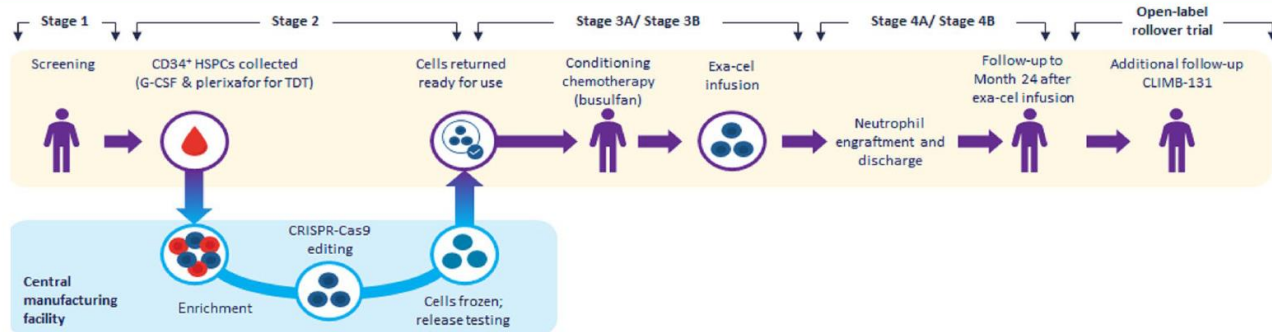 Stage 1
Stage 2
Stage 3A/ Stage 3B
Stage 4A/ Stage 4B
Open-label
rollover trial
Screening
CD34⁺ HSPCs collected
(G-CSF & plerixafor for TDT)
Cells returned
ready for use
Conditioning
chemotherapy
(busulfan)
Exa-cel
infusion
Neutrophil
engraftment and
discharge
Follow-up to
Month 24 after
exa-cel infusion
Additional follow-up
CLIMB-131
Central
manufacturing
facility
Enrichment
CRISPR-Cas9
editing
Cells frozen;
release testing